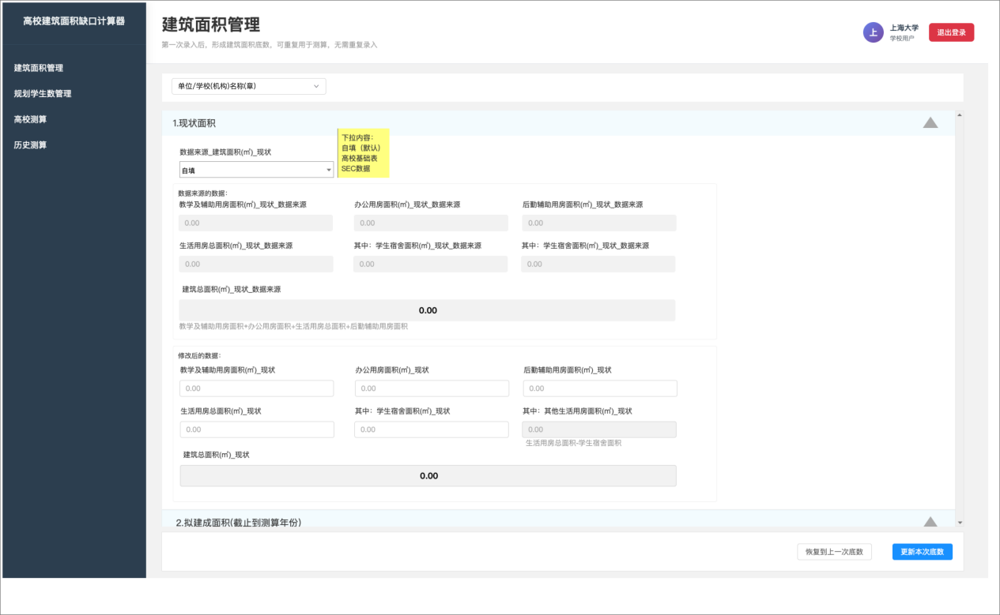 高校建筑面积缺口计算器
建筑面积管理
规划学生数管理
高校测算
历史测算
建筑面积管理
第一次录入后，形成建筑面积底数，可重复用于测算，无需重复录入
上
上海大学
学校用户
退出登录
单位/学校(机构)名称(章)
1.现状面积
数据来源_建筑面积(㎡)_现状
自填
下拉内容：
自填（默认）
高校基础表
SEC数据
数据来源的数据：
教学及辅助用房面积(㎡)_现状_数据来源
办公用房面积(㎡)_现状_数据来源
后勤辅助用房面积(㎡)_现状_数据来源
0.00
0.00
0.00
生活用房总面积(㎡)_现状_数据来源
其中：学生宿舍面积(㎡)_现状_数据来源
其中：学生宿舍面积(㎡)_现状_数据来源
0.00
0.00
0.00
建筑总面积(㎡)_现状_数据来源
0.00
教学及辅助用房面积+办公用房面积+生活用房总面积+后勤辅助用房面积
修改后的数据：
教学及辅助用房面积(㎡)_现状
办公用房面积(㎡)_现状
后勤辅助用房面积(㎡)_现状
0.00
0.00
0.00
生活用房总面积(㎡)_现状
其中：学生宿舍面积(㎡)_现状
其中：其他生活用房面积(㎡)_现状
0.00
0.00
0.00
生活用房总面积-学生宿舍面积
建筑总面积(㎡)_现状
0.00
2.拟建成面积(截止到测算年份)
恢复到上一次底数
更新本次底数